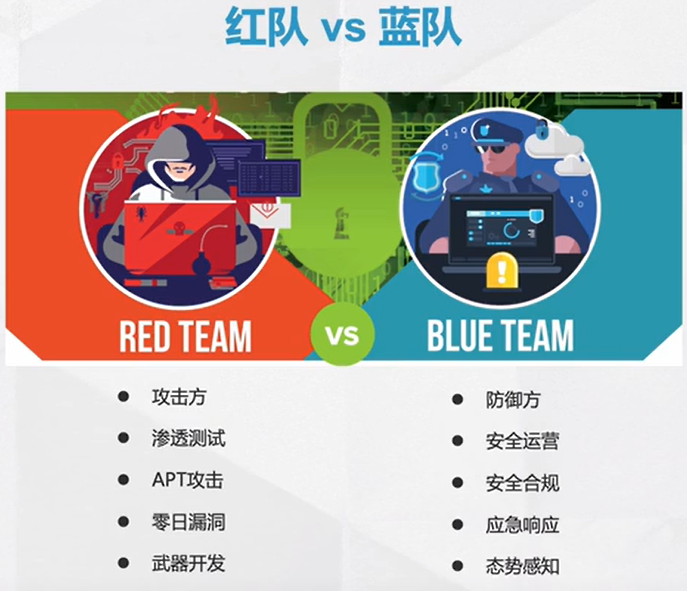 红队 vs 蓝队
RED TEAM
VS
BLUE TEAM
攻击方
渗透测试
APT攻击
零日漏洞
武器开发
防御方
安全运营
安全合规
应急响应
态势感知